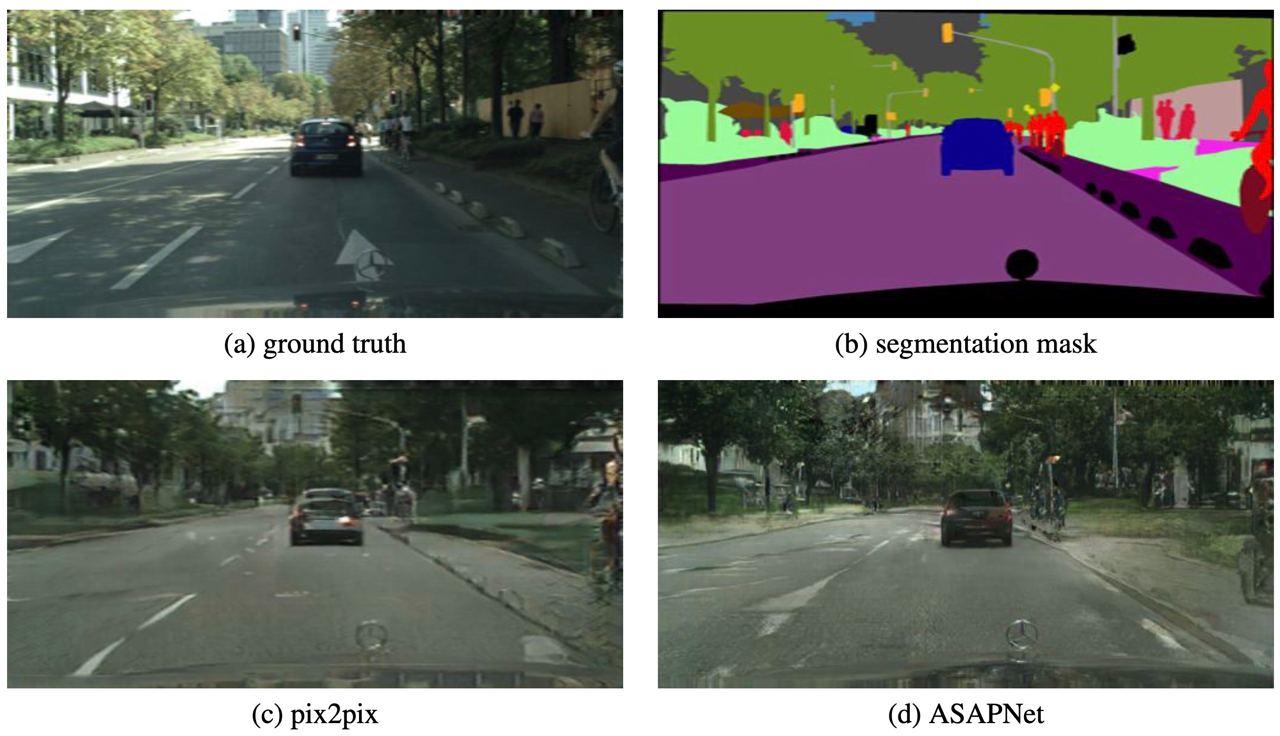 (a) ground truth
(b) segmentation mask
(c) pix2pix
(d) ASAPNet